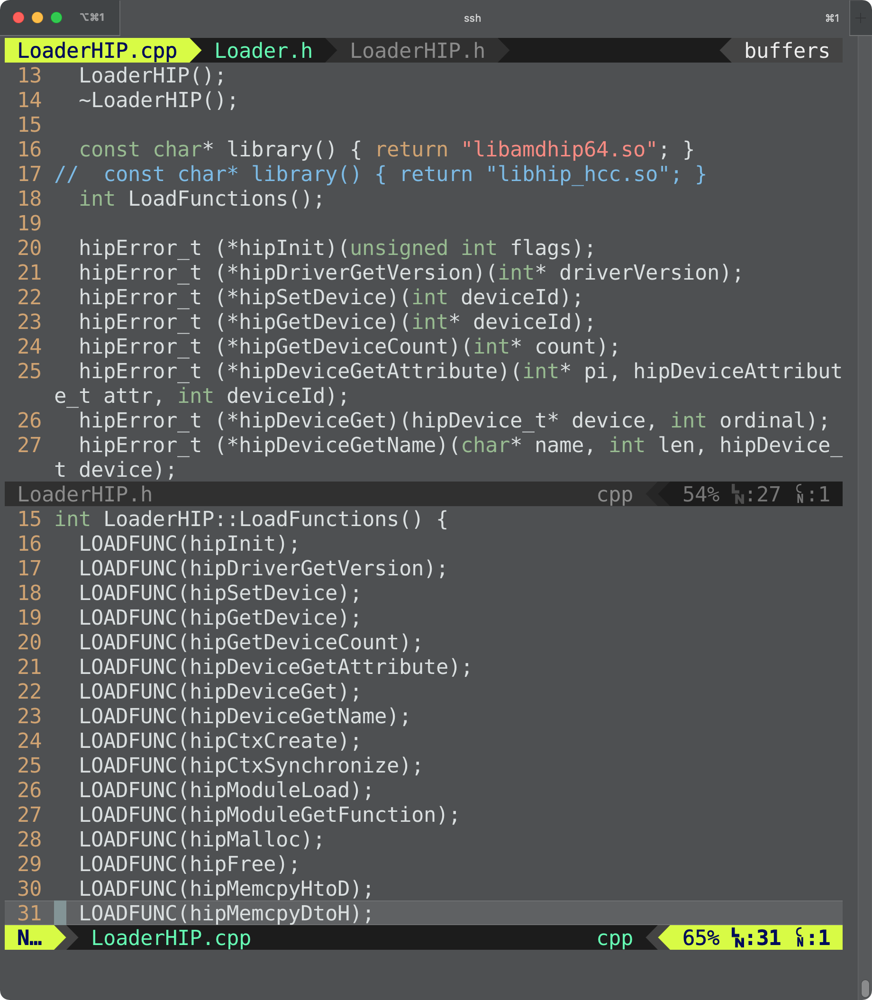 ⌥⌘1 ssh ⌘1 +
LoaderHIP.cpp Loader.h LoaderHIP.h buffers
13   LoaderHIP();
14   ~LoaderHIP();
15
16   const char* library() { return "libamdhip64.so"; }
17 //  const char* library() { return "libhip_hcc.so"; }
18   int LoadFunctions();
19
20   hipError_t (*hipInit)(unsigned int flags);
21   hipError_t (*hipDriverGetVersion)(int* driverVersion);
22   hipError_t (*hipSetDevice)(int deviceId);
23   hipError_t (*hipGetDevice)(int* deviceId);
24   hipError_t (*hipGetDeviceCount)(int* count);
25   hipError_t (*hipDeviceGetAttribute)(int* pi, hipDeviceAttribut
e_t attr, int deviceId);
26   hipError_t (*hipDeviceGet)(hipDevice_t* device, int ordinal);
27   hipError_t (*hipDeviceGetName)(char* name, int len, hipDevice_
t device);
LoaderHIP.h cpp 54% LN:27 CN:1
15 int LoaderHIP::LoadFunctions() {
16   LOADFUNC(hipInit);
17   LOADFUNC(hipDriverGetVersion);
18   LOADFUNC(hipSetDevice);
19   LOADFUNC(hipGetDevice);
20   LOADFUNC(hipGetDeviceCount);
21   LOADFUNC(hipDeviceGetAttribute);
22   LOADFUNC(hipDeviceGet);
23   LOADFUNC(hipDeviceGetName);
24   LOADFUNC(hipCtxCreate);
25   LOADFUNC(hipCtxSynchronize);
26   LOADFUNC(hipModuleLoad);
27   LOADFUNC(hipModuleGetFunction);
28   LOADFUNC(hipMalloc);
29   LOADFUNC(hipFree);
30   LOADFUNC(hipMemcpyHtoD);
31   LOADFUNC(hipMemcpyDtoH);
N… LoaderHIP.cpp cpp 65% LN:31 CN:1